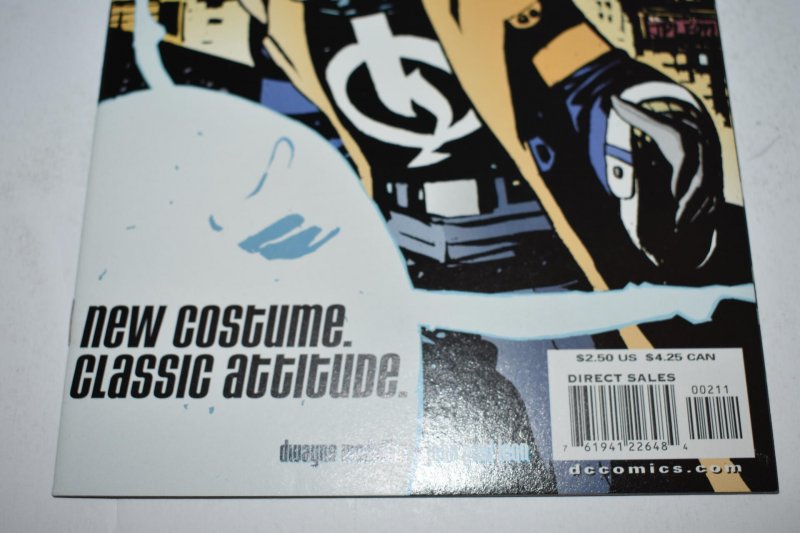 new costume.
classic attitude.
dwayne
$2.50 US $4.25 CAN
DIRECT SALES
00211
7 61941 22648 4
dccomics.com